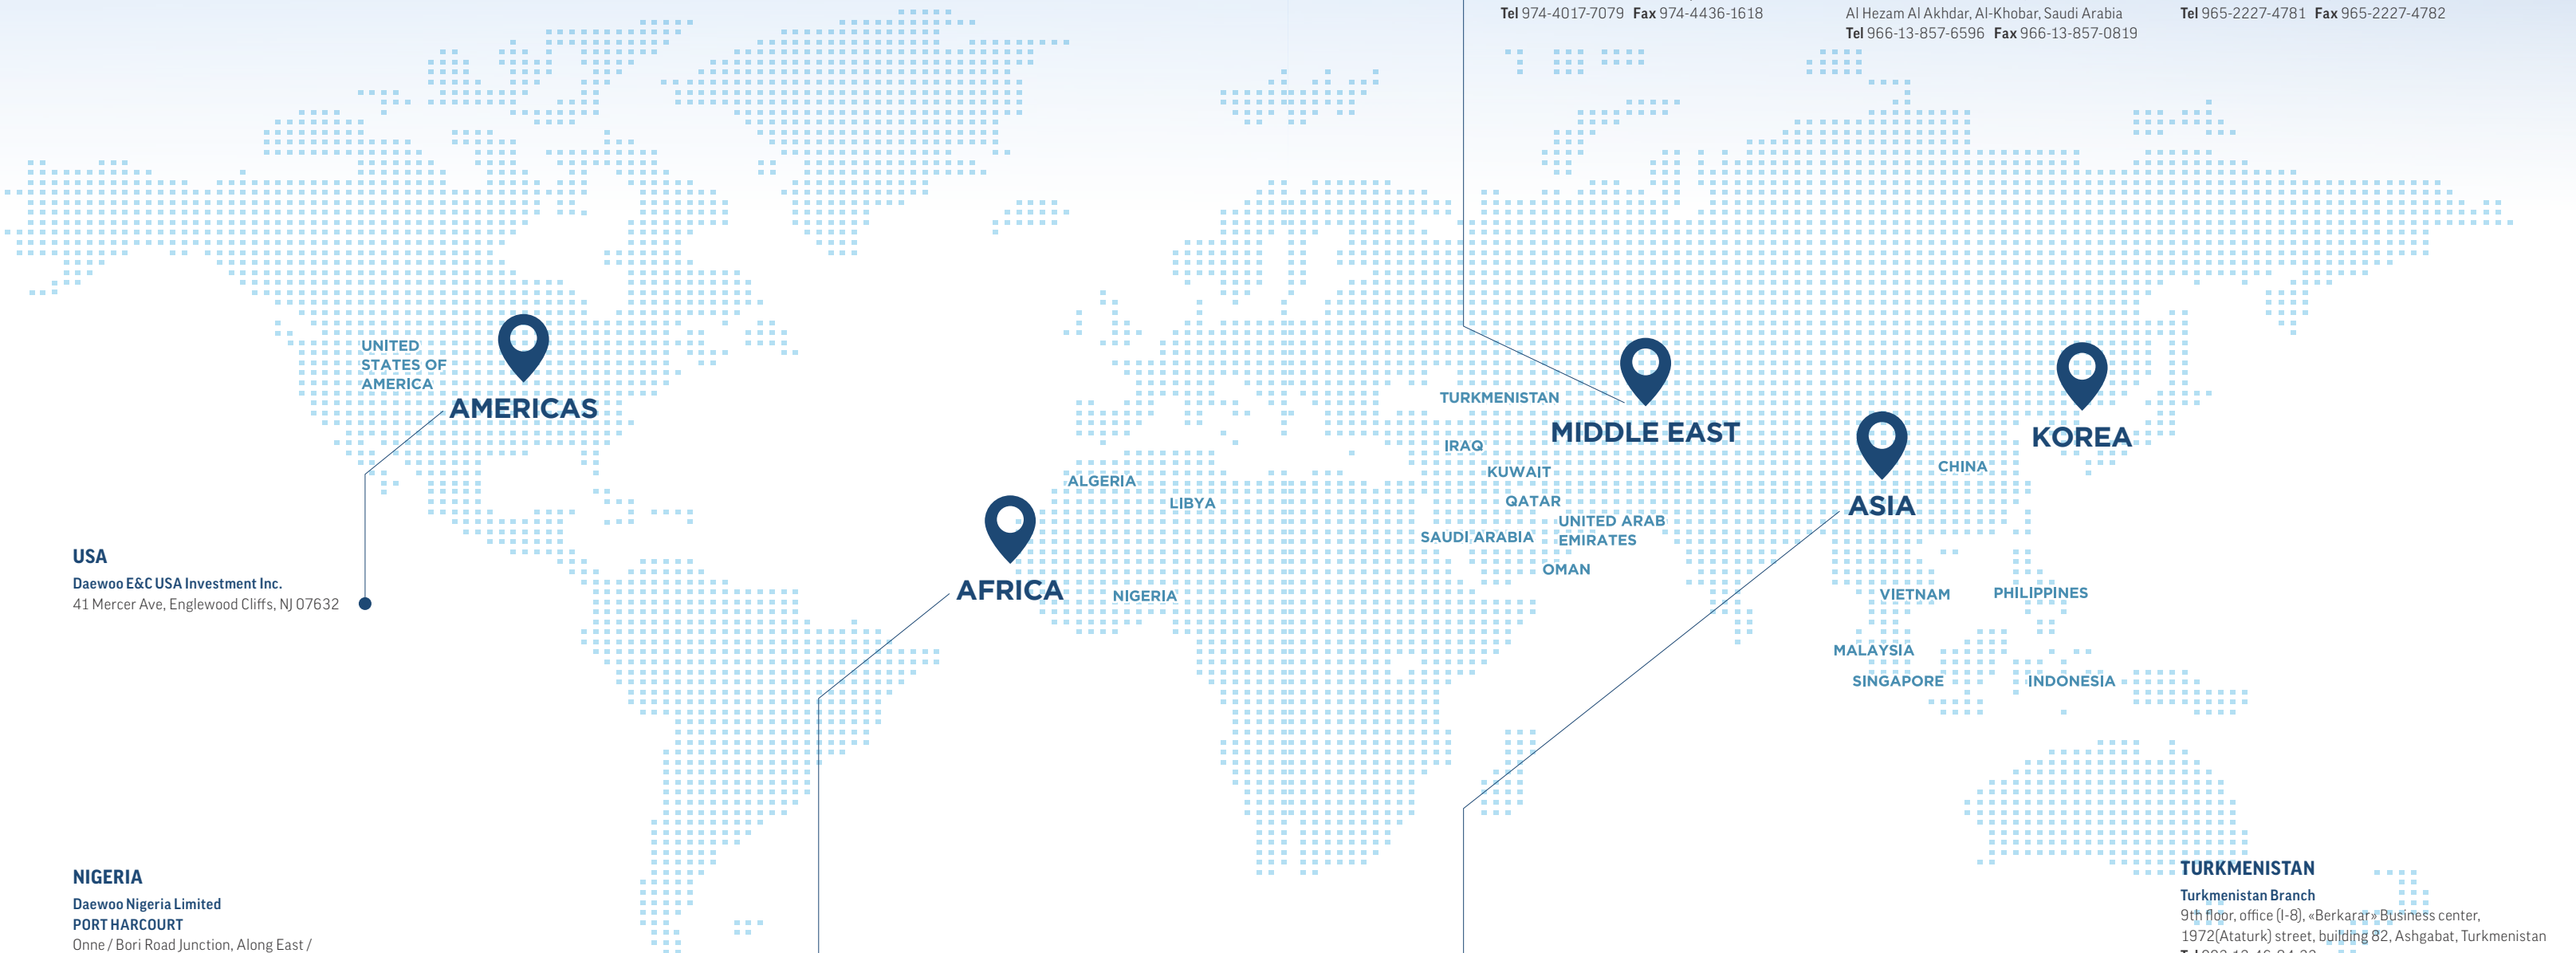 Tel 974-4017-7079 Fax 974-4436-1618
Al Hezam Al Akhdar, Al-Khobar, Saudi Arabia
Tel 966-13-857-6596 Fax 966-13-857-0819
Tel 965-2227-4781 Fax 965-2227-4782
UNITED
STATES OF
AMERICA
AMERICAS
TURKMENISTAN
MIDDLE EAST
IRAQ
KUWAIT
QATAR
UNITED ARAB
EMIRATES
SAUDI ARABIA
OMAN
KOREA
CHINA
ASIA
VIETNAM
PHILIPPINES
MALAYSIA
SINGAPORE
INDONESIA
ALGERIA
LIBYA
AFRICA
NIGERIA
USA
Daewoo E&C USA Investment Inc.
41 Mercer Ave, Englewood Cliffs, NJ 07632
NIGERIA
Daewoo Nigeria Limited
PORT HARCOURT
Onne / Bori Road Junction, Along East /
TURKMENISTAN
Turkmenistan Branch
9th floor, office (I-8), «Berkarar» Business center,
1972(Ataturk) street, building 82, Ashgabat, Turkmenistan